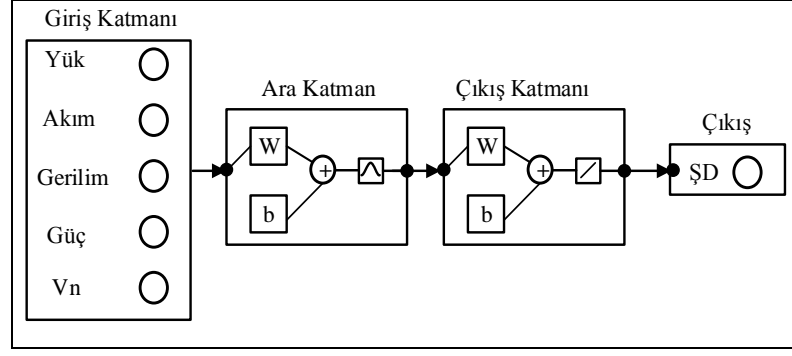 Giriş Katmanı
Yük
Akım
Gerilim
Güç
Vn
Ara Katman
W
+
b
Çıkış Katmanı
W
+
b
Çıkış
ŞD